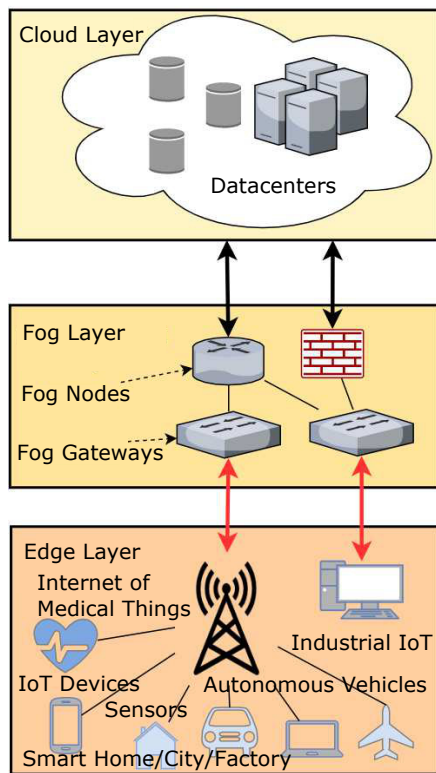 Cloud Layer
Datacenters
Fog Layer
Fog Nodes
Fog Gateways
Edge Layer
Internet of
Medical Things
Industrial IoT
IoT Devices
Autonomous Vehicles
Sensors
Smart Home/City/Factory